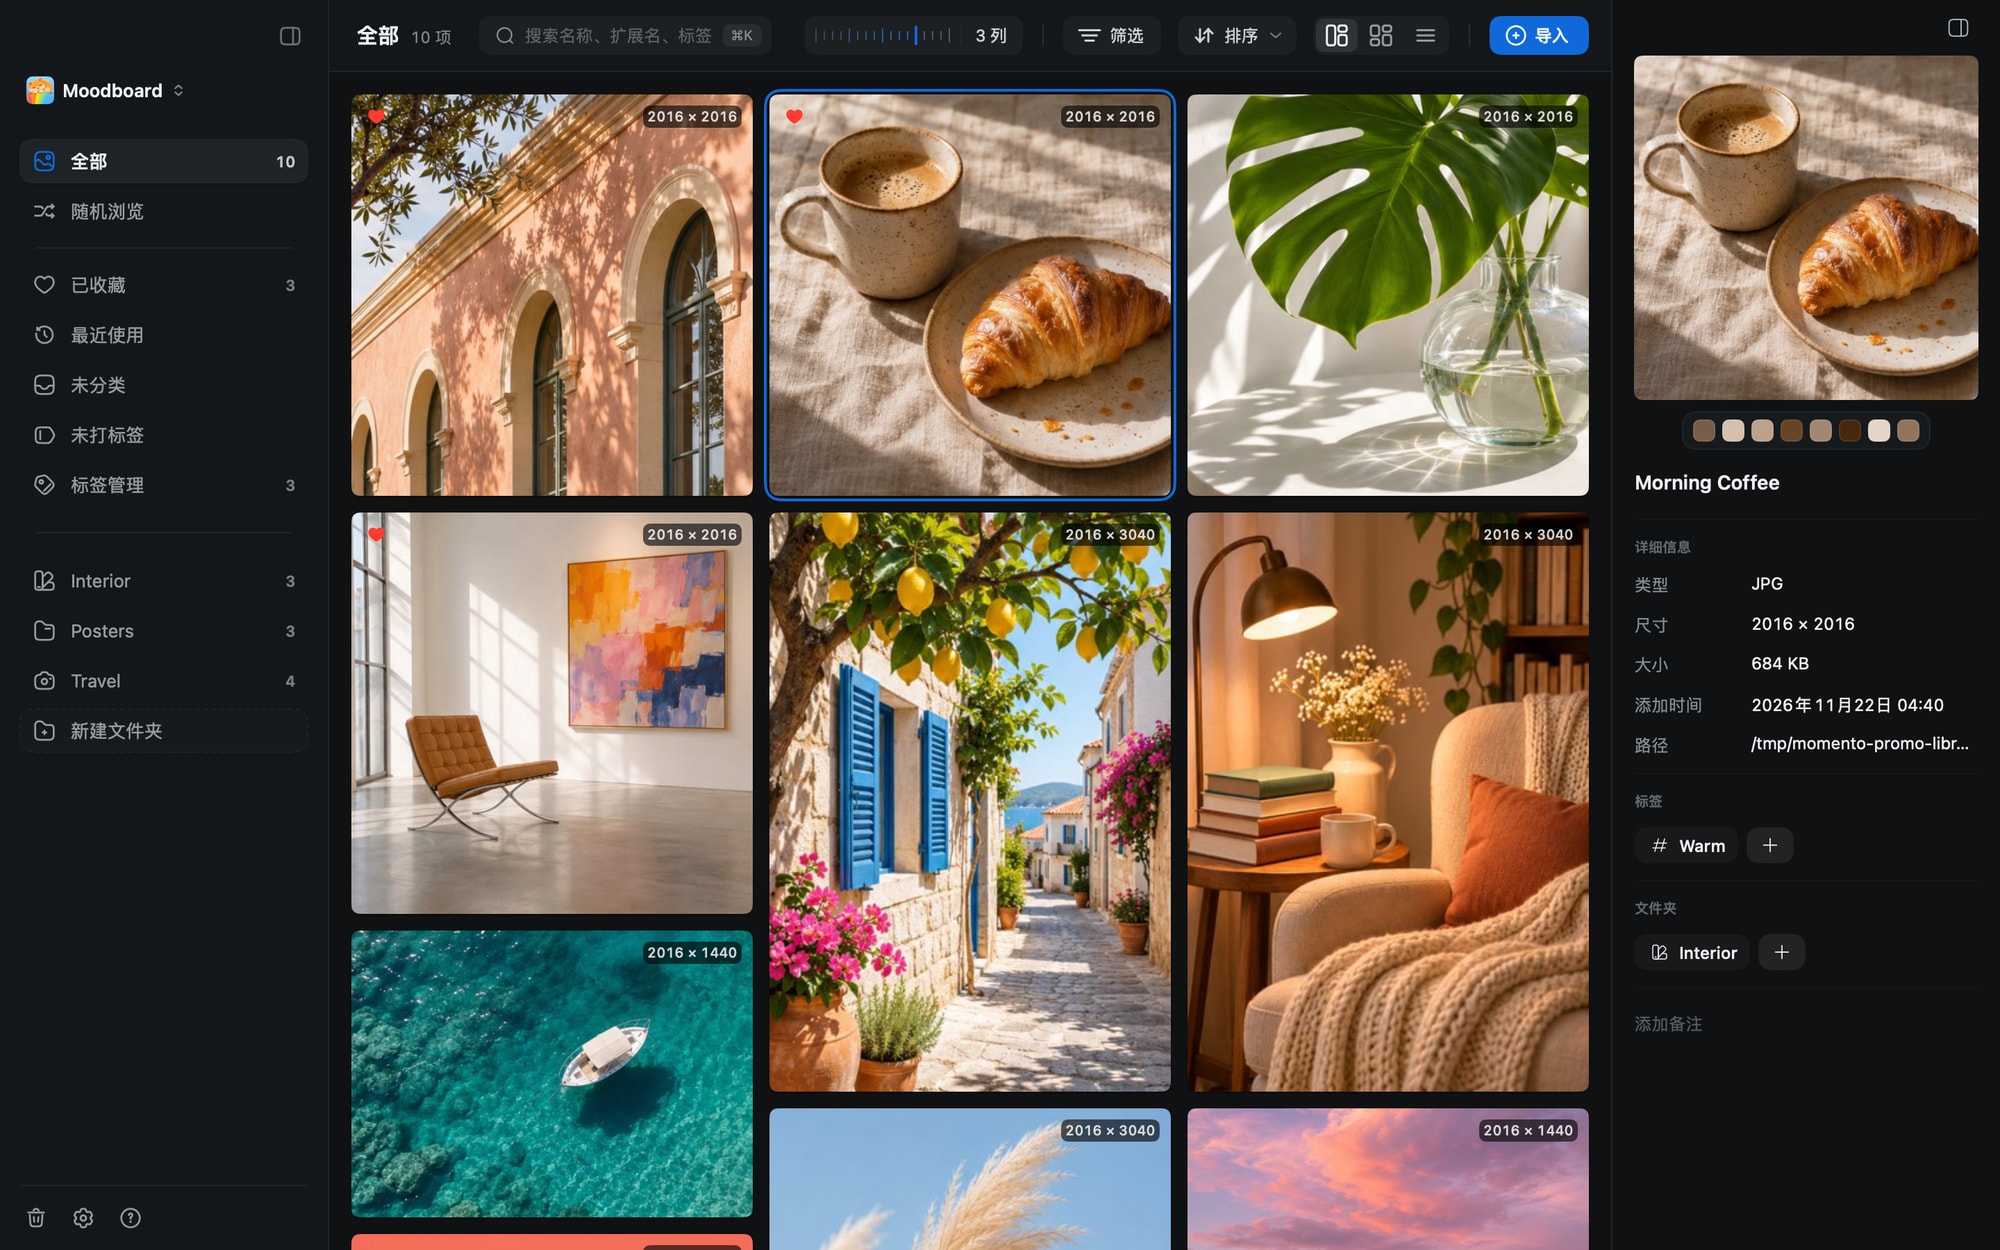 Moodboard
全部 10
随机浏览
已收藏 3
最近使用
未分类
未打标签
标签管理 3
Interior 3
Posters 3
Travel 4
新建文件夹
全部 10 项
搜索名称、扩展名、标签 ⌘K
3 列
筛选
排序
导入
2016 × 2016
2016 × 2016
2016 × 2016
2016 × 2016
2016 × 3040
2016 × 3040
2016 × 1440
2016 × 3040
2016 × 1440
Morning Coffee
详细信息
类型 JPG
尺寸 2016 × 2016
大小 684 KB
添加时间 2026年11月22日 04:40
路径 /tmp/momento-promo-libr...
标签
# Warm
文件夹
Interior
添加备注